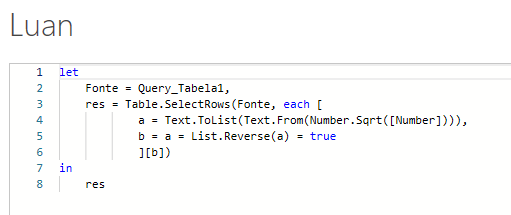 Luan
1 let
2 Fonte = Query_Tabela1,
3 res = Table.SelectRows(Fonte, each [
4 a = Text.ToList(Text.From(Number.Sqrt([Number]))),
5 b = a = List.Reverse(a) = true
6 ][b])
7 in
8 res